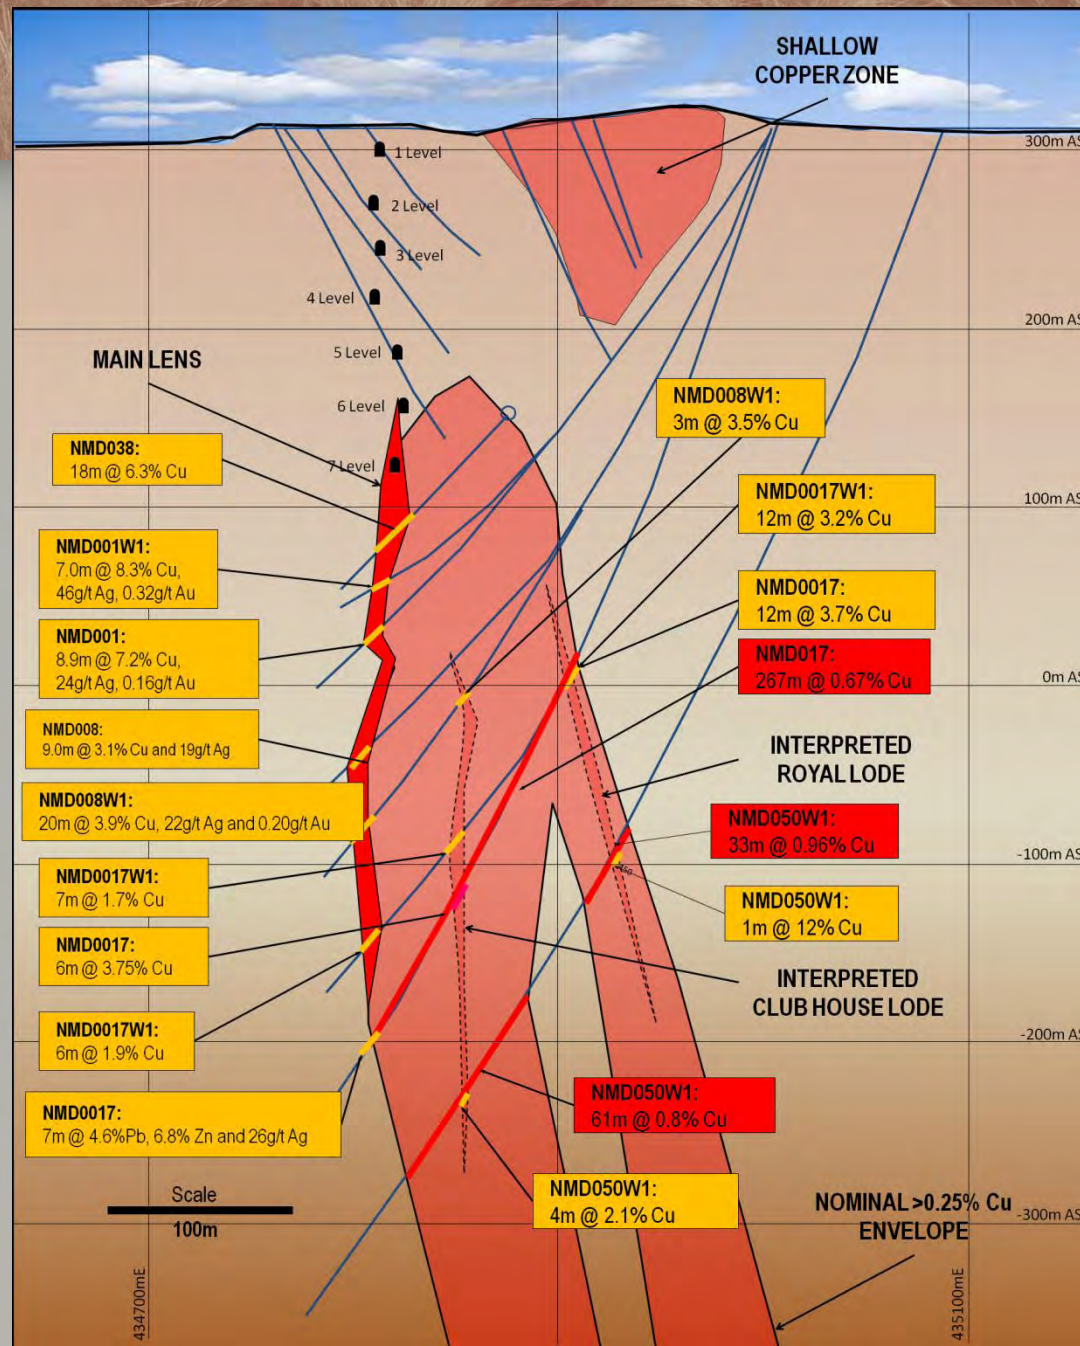 SHALLOW
COPPER ZONE
300m AS
1 Level
2 Level
3 Level
4 Level
200m AS
5 Level
MAIN LENS
6 Level
NMD008W1:
3m @ 3.5% Cu
NMD038:
18m @ 6.3% Cu
7 Level
NMD0017W1:
12m @ 3.2% Cu
100m AS
NMD001W1:
7.0m @ 8.3% Cu,
46g/t Ag, 0.32g/t Au
NMD0017:
12m @ 3.7% Cu
NMD001:
8.9m @ 7.2% Cu,
24g/t Ag, 0.16g/t Au
NMD017:
267m @ 0.67% Cu
0m AS
NMD008:
9.0m @ 3.1% Cu and 19g/t Ag
INTERPRETED
ROYAL LODE
NMD008W1:
20m @ 3.9% Cu, 22g/t Ag and 0.20g/t Au
NMD050W1:
33m @ 0.96% Cu
-100m AS
NMD0017W1:
7m @ 1.7% Cu
NMD050W1:
1m @ 12% Cu
NMD0017:
6m @ 3.75% Cu
INTERPRETED
CLUB HOUSE LODE
NMD0017W1:
6m @ 1.9% Cu
-200m AS
NMD050W1:
61m @ 0.8% Cu
NMD0017:
7m @ 4.6%Pb, 6.8% Zn and 26g/t Ag
NMD050W1:
4m @ 2.1% Cu
Scale
100m
NOMINAL >0.25% Cu
ENVELOPE
-300m AS
434700mE
435100mE